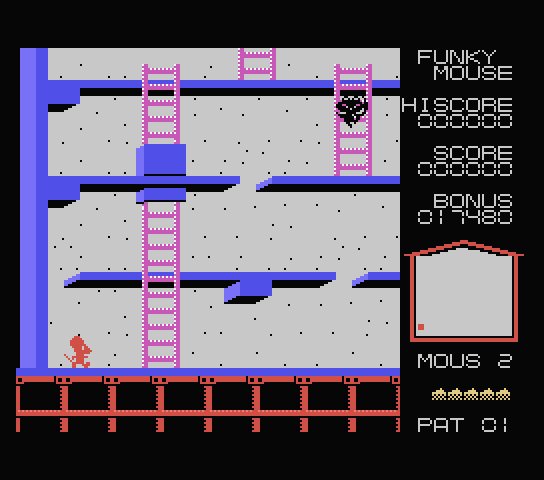 FUNKY
MOUSE
HISCORE
000000
SCORE
000000
BONUS
017480
MOUS 2
PAT 01